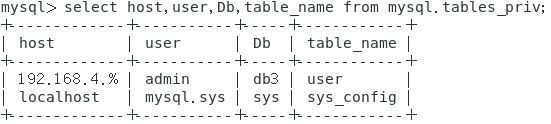 mysql> select host,user,Db,table_name from mysql.tables_priv;
+-------------+-----------+-----+------------+
| host        | user      | Db  | table_name |
+-------------+-----------+-----+------------+
| 192.168.4.% | admin     | db3 | user       |
| localhost   | mysql.sys | sys | sys_config |
+-------------+-----------+-----+------------+